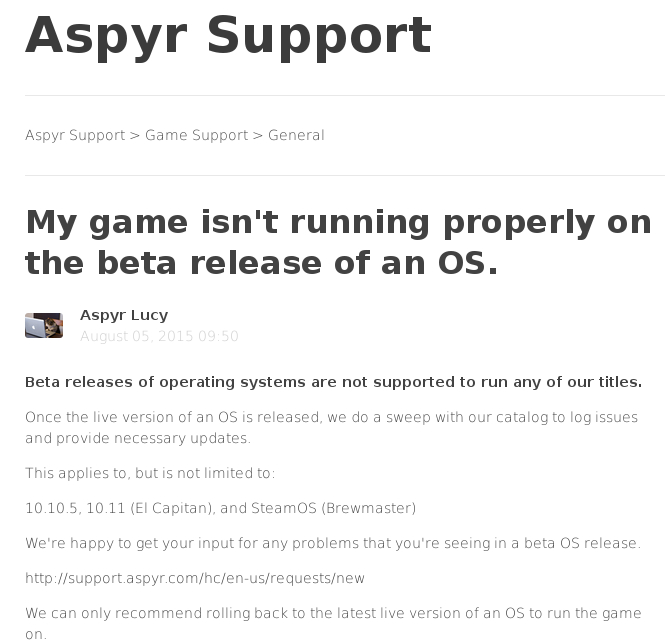 Aspyr Support
Aspyr Support > Game Support > General
My game isn't running properly on
the beta release of an OS.
Aspyr Lucy
August 05, 2015 09:50
Beta releases of operating systems are not supported to run any of our titles.
Once the live version of an OS is released, we do a sweep with our catalog to log issues
and provide necessary updates.
This applies to, but is not limited to:
10.10.5, 10.11 (El Capitan), and SteamOS (Brewmaster)
We're happy to get your input for any problems that you're seeing in a beta OS release.
http://support.aspyr.com/hc/en-us/requests/new
We can only recommend rolling back to the latest live version of an OS to run the game
on.